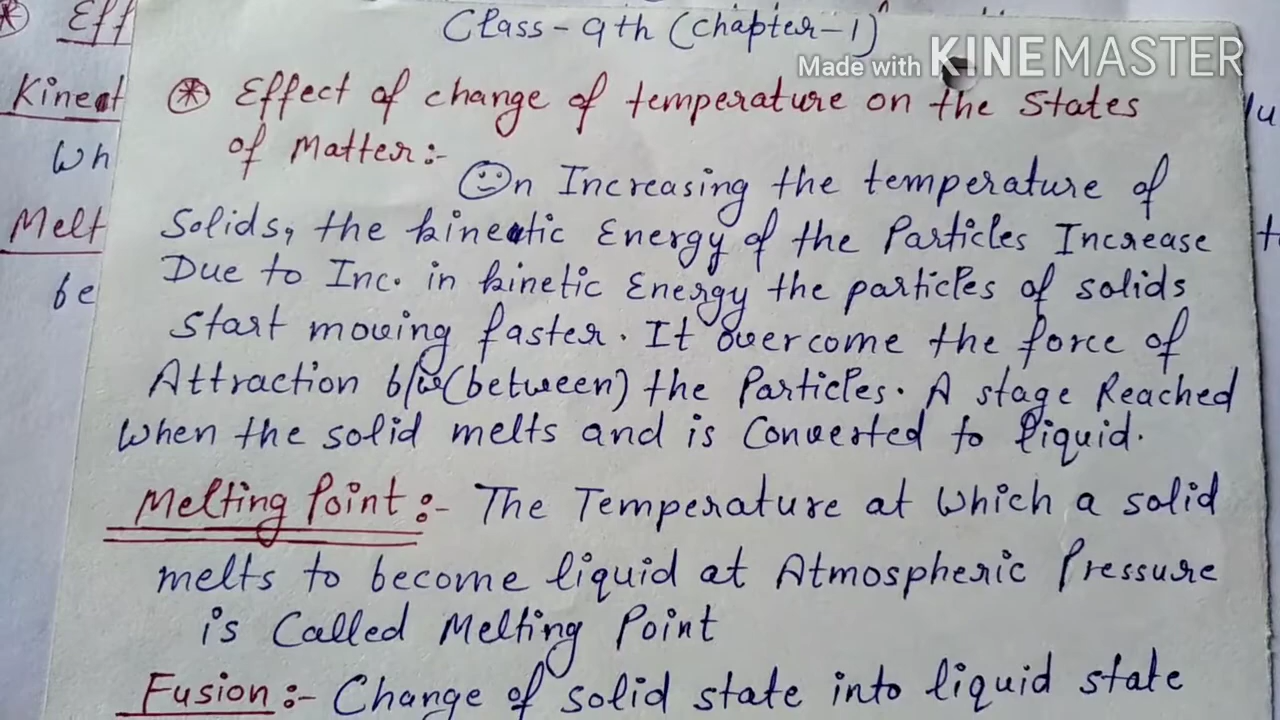 Class - 9th (Chapter-1)
Made with KINEMASTER
Eff
Kineat
Wh
Melt
be
lu
* Effect of change of temperature on the States
of Matter:-
On Increasing the temperature of
Solids, the kineatic Energy of the Particles Increase
Due to Inc. in kinetic Energy the particles of solids
start moving faster. It overcome the force of
Attraction b/w (between) the Particles. A stage Reached
When the solid melts and is Converted to liquid.
Melting Point:- The Temperature at Which a solid
melts to become liquid at Atmospheric Pressure
is Called Melting Point
Fusion:- Change of solid state into liquid state